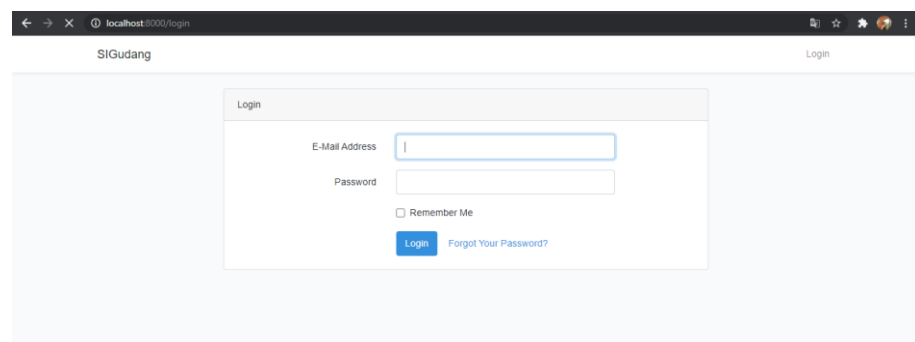 localhost:8000/login
SIGudang
Login
Login
E-Mail Address
Password
Remember Me
Login Forgot Your Password?